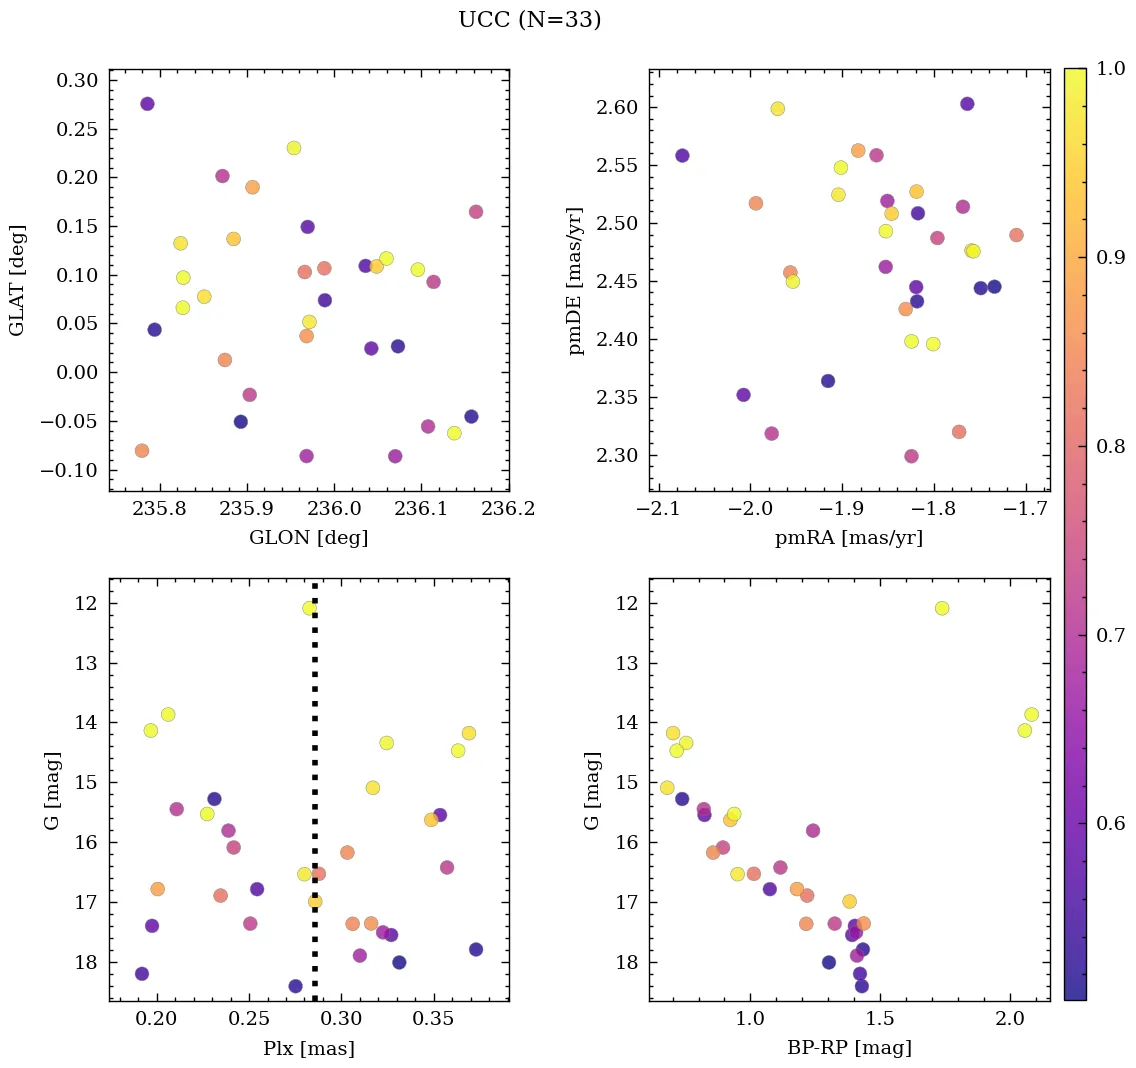 UCC (N=33)
0.30
0.25
0.20
0.15
0.10
0.05
0.00
−0.05
−0.10
GLAT [deg]
235.8 235.9 236.0 236.1 236.2
GLON [deg]
2.60
2.55
2.50
2.45
2.40
2.35
2.30
pmDE [mas/yr]
−2.1 −2.0 −1.9 −1.8 −1.7
pmRA [mas/yr]
12
13
14
15
16
17
18
G [mag]
0.20 0.25 0.30 0.35
Plx [mas]
12
13
14
15
16
17
18
G [mag]
1.0 1.5 2.0
BP-RP [mag]
1.0
0.9
0.8
0.7
0.6